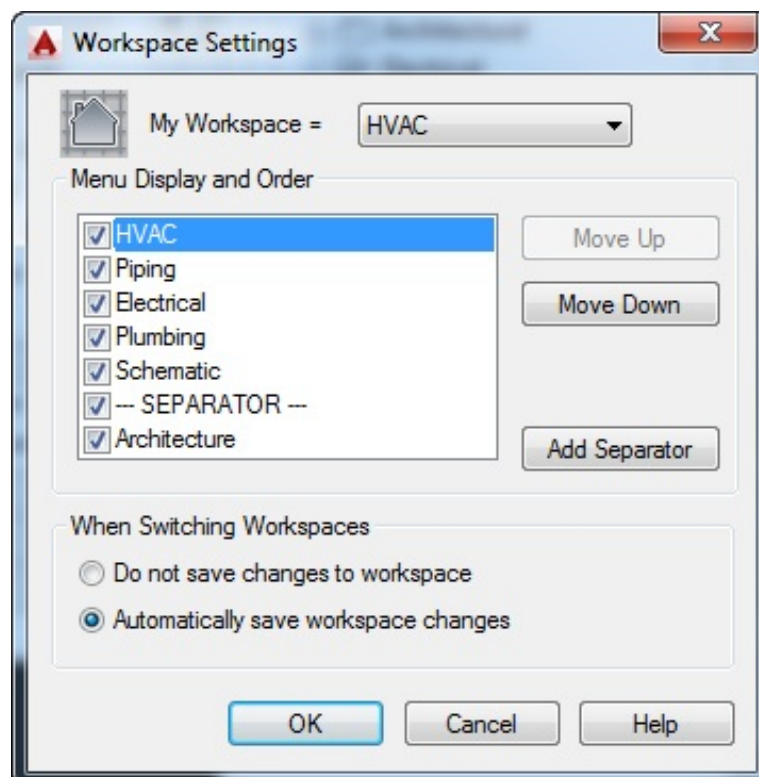 Workspace Settings
My Workspace = HVAC
Menu Display and Order
HVAC
Piping
Electrical
Plumbing
Schematic
--- SEPARATOR ---
Architecture
Move Up
Move Down
Add Separator
When Switching Workspaces
Do not save changes to workspace
Automatically save workspace changes
OK Cancel Help